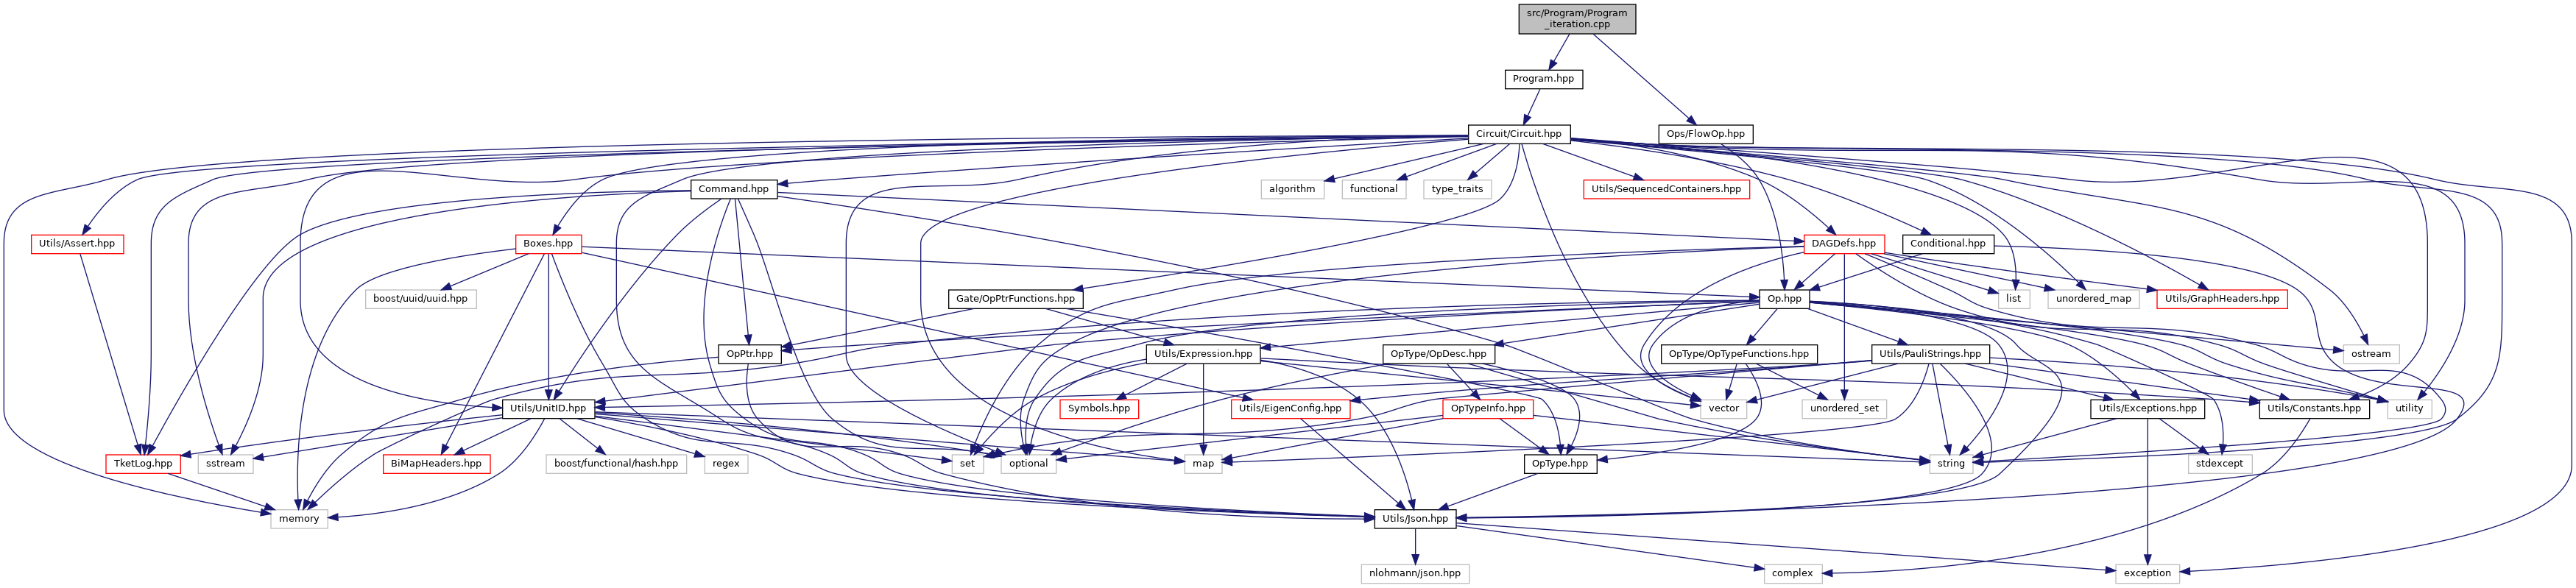 src/Program/Program
_iteration.cpp
Program.hpp
Circuit/Circuit.hpp
Ops/FlowOp.hpp
Command.hpp
algorithm
functional
type_traits
Utils/SequencedContainers.hpp
Utils/Assert.hpp
Boxes.hpp
DAGDefs.hpp
Conditional.hpp
boost/uuid/uuid.hpp
Gate/OpPtrFunctions.hpp
Op.hpp
list
unordered_map
Utils/GraphHeaders.hpp
OpPtr.hpp
Utils/Expression.hpp
OpType/OpDesc.hpp
OpType/OpTypeFunctions.hpp
Utils/PauliStrings.hpp
ostream
Utils/UnitID.hpp
Utils/EigenConfig.hpp
Symbols.hpp
OpTypeInfo.hpp
vector
unordered_set
Utils/Exceptions.hpp
Utils/Constants.hpp
utility
TketLog.hpp
sstream
BiMapHeaders.hpp
boost/functional/hash.hpp
regex
set
optional
map
OpType.hpp
string
stdexcept
memory
Utils/Json.hpp
nlohmann/json.hpp
complex
exception